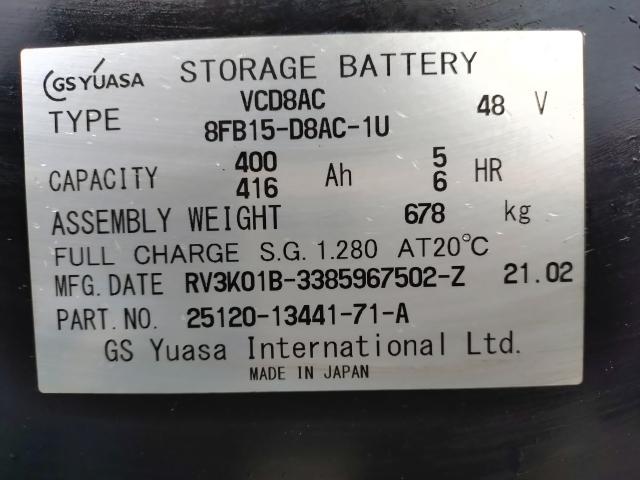 GS YUASA STORAGE BATTERY
TYPE VCD8AC 48 V
8FB15-D8AC-1U
CAPACITY 400 Ah 5 HR
416 6
ASSEMBLY WEIGHT 678 kg
FULL CHARGE S.G. 1.280 AT20℃
MFG. DATE RV3K01B-3385967502-Z 21.02
PART. NO. 25120-13441-71-A
GS Yuasa International Ltd.
MADE IN JAPAN